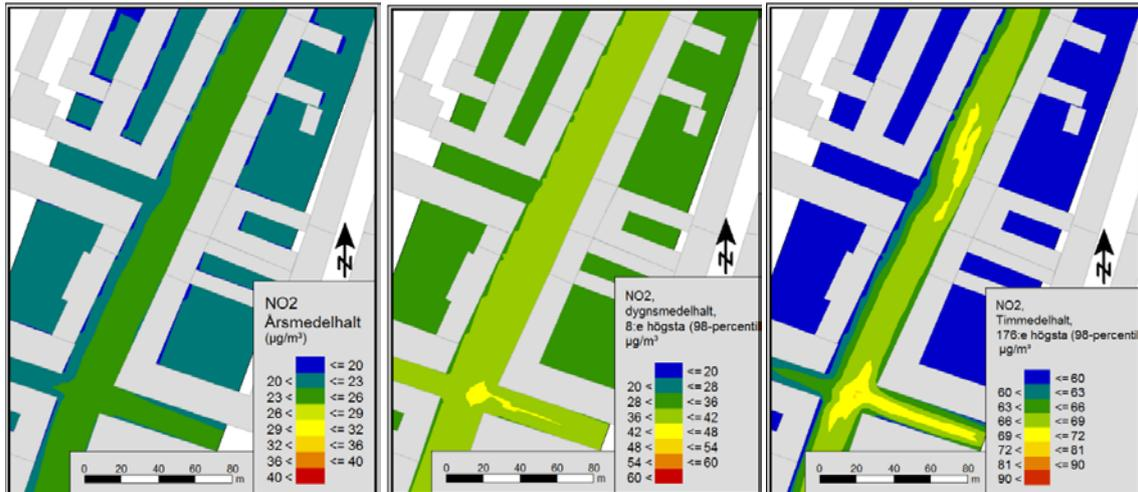 NO2
Årsmedelhalt
(µg/m³)
<= 20
20 < <= 23
23 < <= 26
26 < <= 29
29 < <= 32
32 < <= 36
36 < <= 40
40 <
0 20 40 60 80
m
N
NO2,
dygnsmedelhalt,
8:e högsta (98-percentil
µg/m³
<= 20
20 < <= 28
28 < <= 36
36 < <= 42
42 < <= 48
48 < <= 54
54 < <= 60
60 <
0 20 40 60 80
m
N
NO2,
Timmedelhalt,
176:e högsta (98-percentil
µg/m³
<= 60
60 < <= 63
63 < <= 66
66 < <= 69
69 < <= 72
72 < <= 81
81 < <= 90
90 <
0 20 40 60 80
m
N